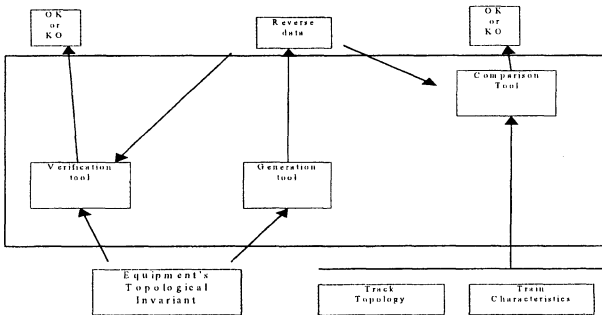 OK
or
KO
Reverse
data
OK
or
KO
Comparison
Tool
Verification
tool
Generation
tool
Equipment's
Topological
Invariant
Track
Topology
Train
Characteristics